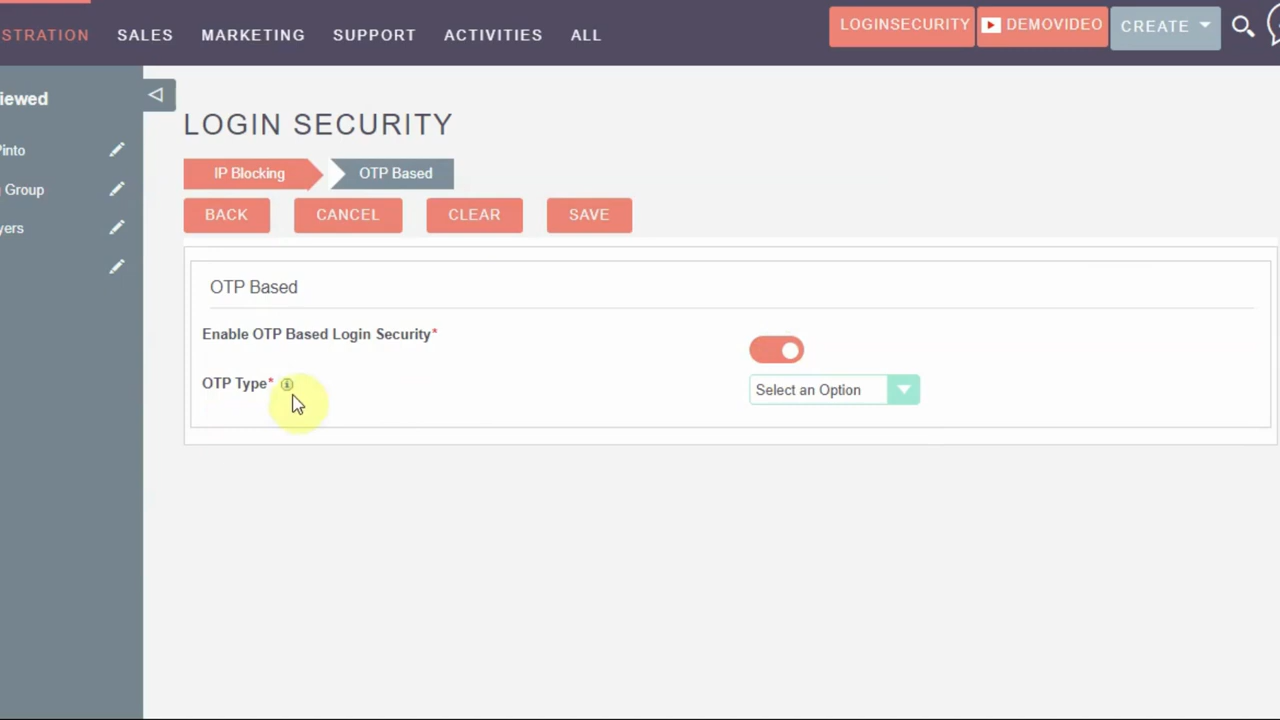 STRATION SALES MARKETING SUPPORT ACTIVITIES ALL LOGINSECURITY DEMOVIDEO CREATE
iewed
Pinto
Group
yers
LOGIN SECURITY
IP Blocking OTP Based
BACK CANCEL CLEAR SAVE
OTP Based
Enable OTP Based Login Security*
OTP Type*
Select an Option